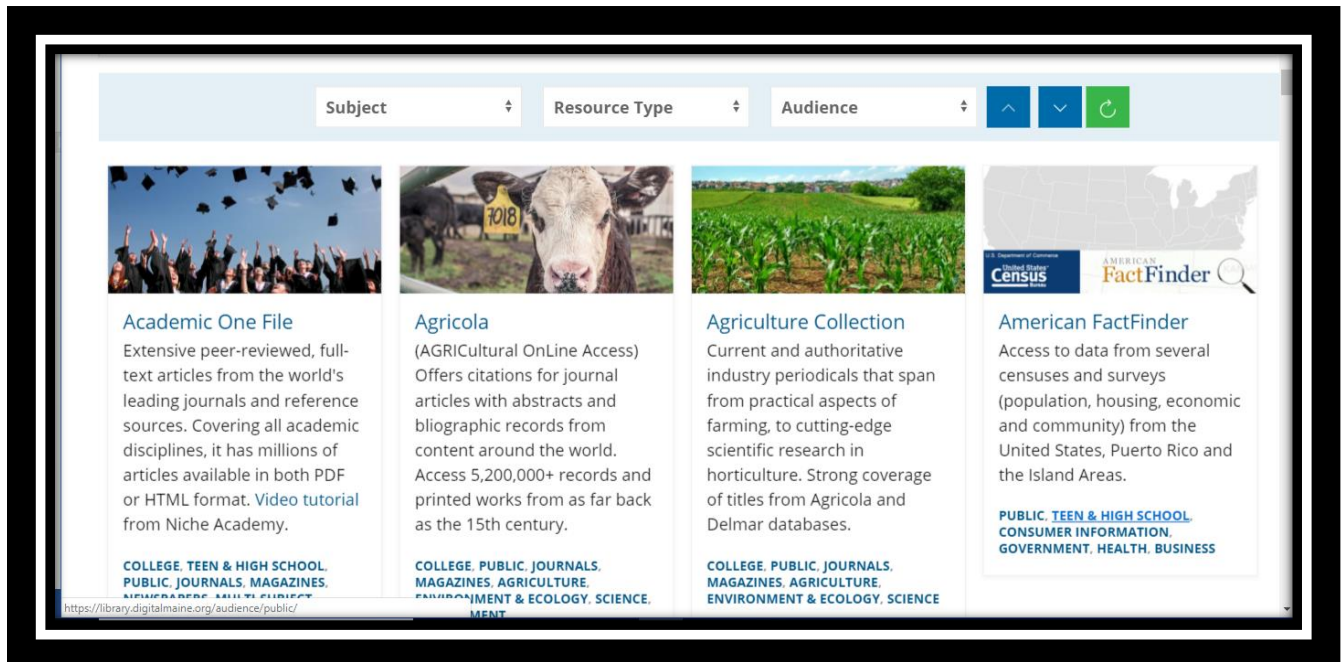 Subject
Resource Type
Audience
7018
U.S. Department of Commerce
United States®
Census
Bureau
AMERICAN
FactFinder
Academic One File
Extensive peer-reviewed, full-
text articles from the world's
leading journals and reference
sources. Covering all academic
disciplines, it has millions of
articles available in both PDF
or HTML format. Video tutorial
from Niche Academy.
COLLEGE, TEEN & HIGH SCHOOL,
PUBLIC, JOURNALS, MAGAZINES,
NEWSPAPERS, MULTI-SUBJECT
Agricola
(AGRICultural OnLine Access)
Offers citations for journal
articles with abstracts and
bliographic records from
content around the world.
Access 5,200,000+ records and
printed works from as far back
as the 15th century.
COLLEGE, PUBLIC, JOURNALS,
MAGAZINES, AGRICULTURE,
ENVIRONMENT & ECOLOGY, SCIENCE,
Agriculture Collection
Current and authoritative
industry periodicals that span
from practical aspects of
farming, to cutting-edge
scientific research in
horticulture. Strong coverage
of titles from Agricola and
Delmar databases.
COLLEGE, PUBLIC, JOURNALS,
MAGAZINES, AGRICULTURE,
ENVIRONMENT & ECOLOGY, SCIENCE
American FactFinder
Access to data from several
censuses and surveys
(population, housing, economic
and community) from the
United States, Puerto Rico and
the Island Areas.
PUBLIC, TEEN & HIGH SCHOOL,
CONSUMER INFORMATION,
GOVERNMENT, HEALTH, BUSINESS
https://library.digitalmaine.org/audience/public/